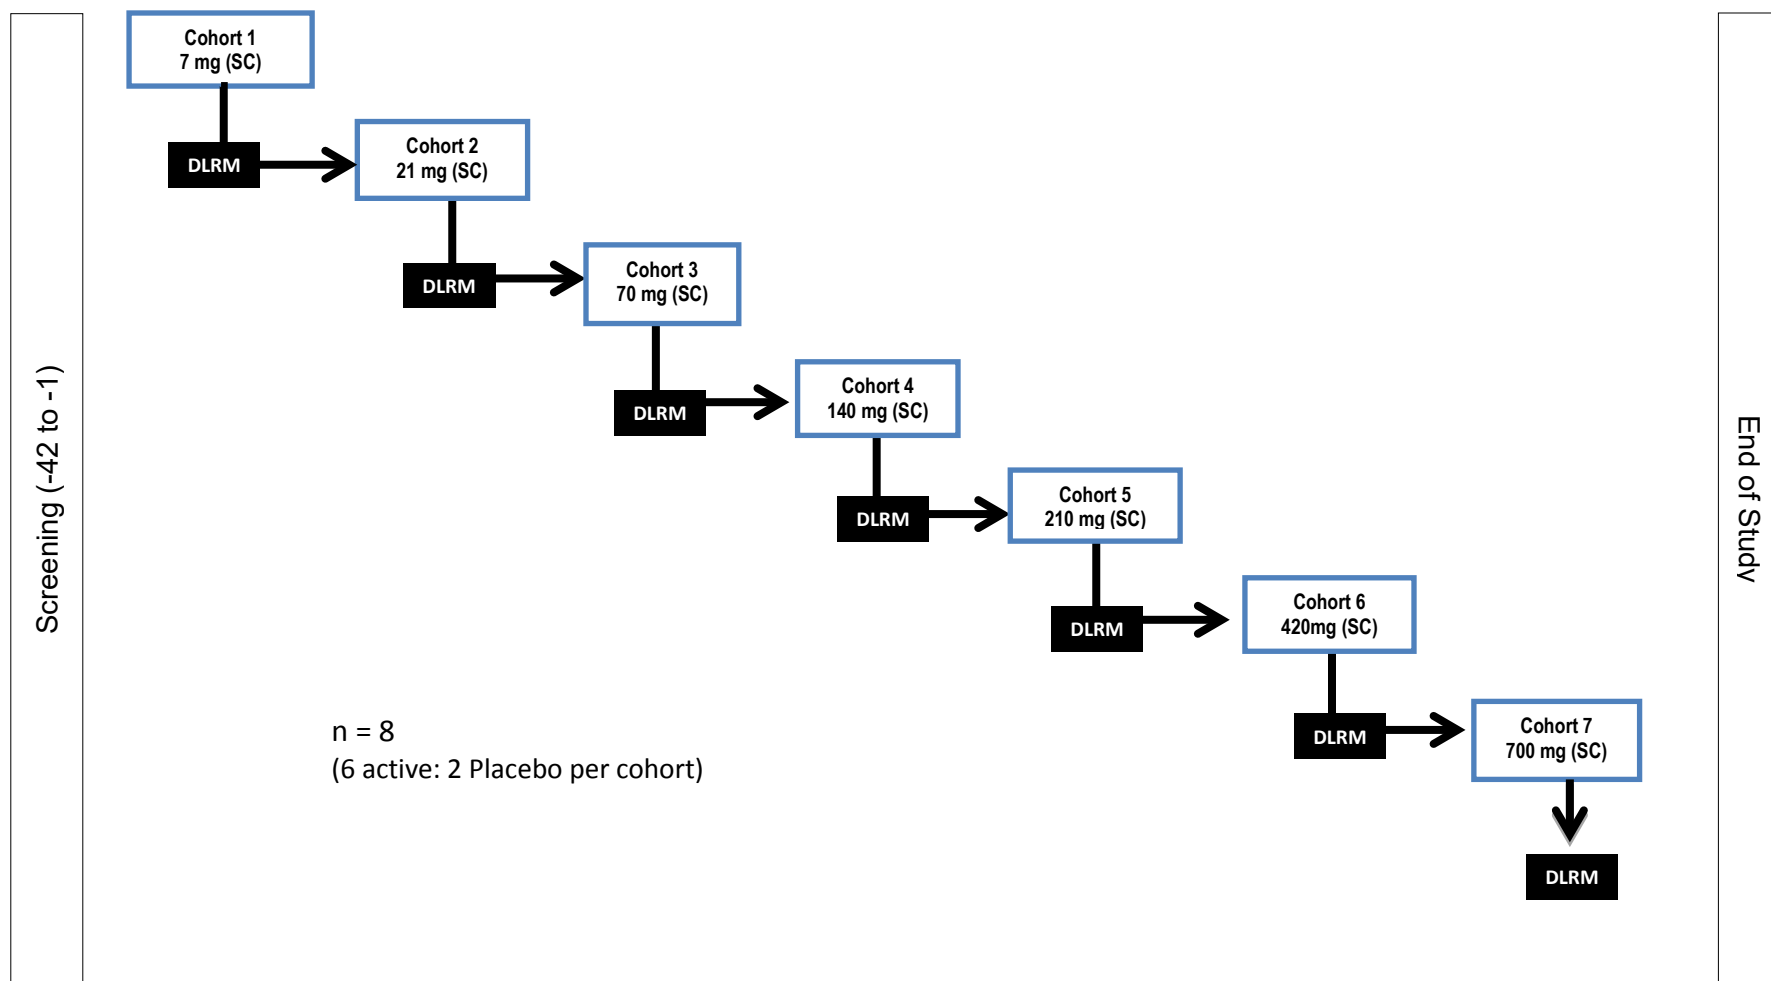 Screening (-42 to -1)
Cohort 1
7 mg (SC)
DLRM
Cohort 2
21 mg (SC)
DLRM
Cohort 3
70 mg (SC)
DLRM
Cohort 4
140 mg (SC)
DLRM
Cohort 5
210 mg (SC)
DLRM
Cohort 6
420mg (SC)
DLRM
Cohort 7
700 mg (SC)
DLRM
n = 8
(6 active: 2 Placebo per cohort)
End of Study